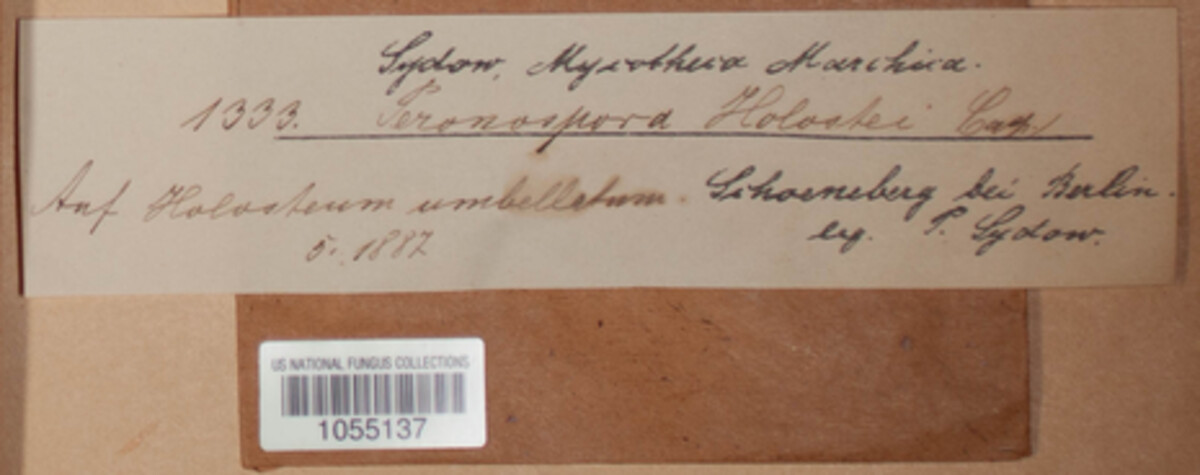 Sydow, Mycotheca Marchica.
1333. Peronospora Holostei Casp.
Auf Holosteum umbellatum. Schoeneberg bei Berlin.
5. 1887 leg. P. Sydow.
US NATIONAL FUNGUS COLLECTIONS
1055137